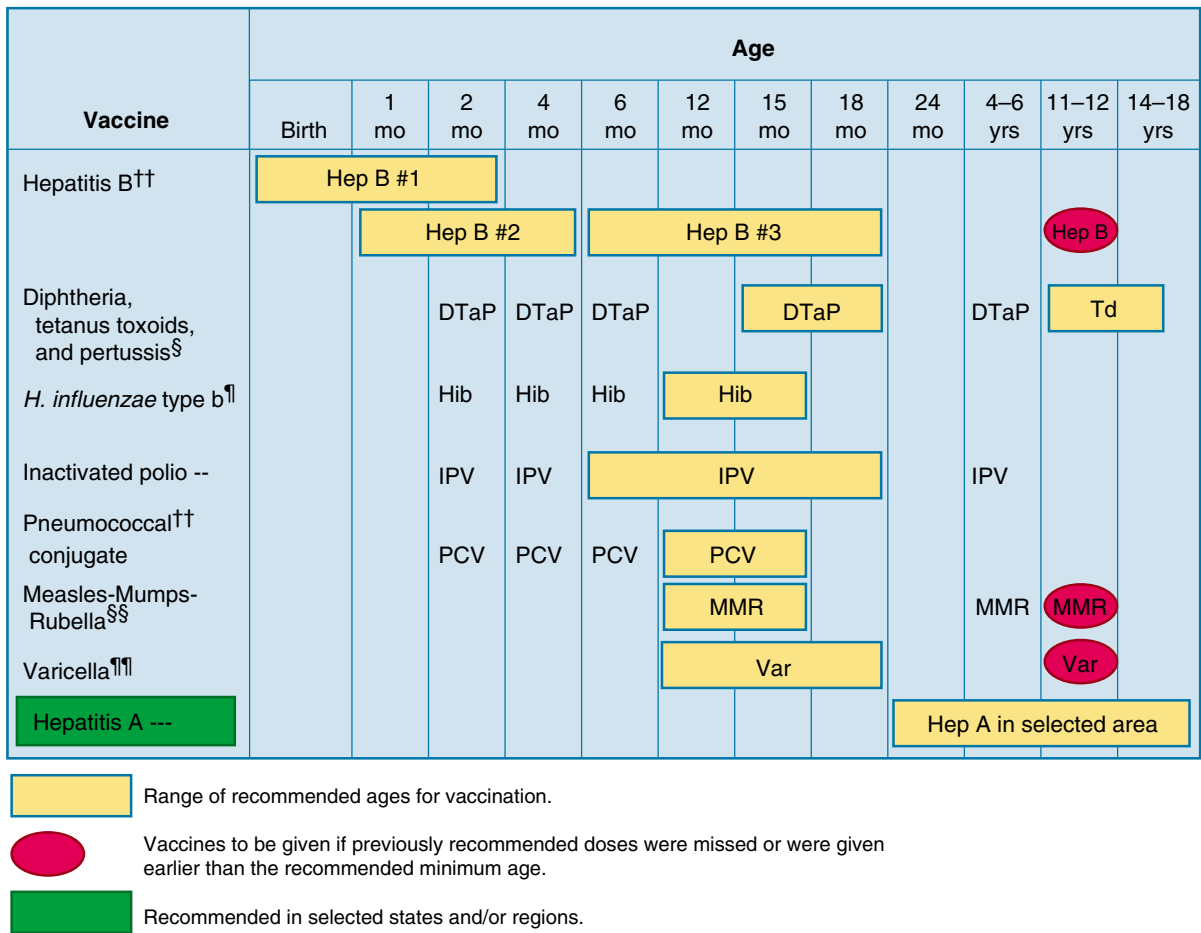 Vaccine
Age
Birth
1 mo
2 mo
4 mo
6 mo
12 mo
15 mo
18 mo
24 mo
4–6 yrs
11–12 yrs
14–18 yrs
Hepatitis B††
Hep B #1
Hep B #2
Hep B #3
Hep B
Diphtheria,
tetanus toxoids,
and pertussis§
DTaP
DTaP
DTaP
DTaP
DTaP
Td
H. influenzae type b¶
Hib
Hib
Hib
Hib
Inactivated polio --
IPV
IPV
IPV
IPV
Pneumococcal††
conjugate
PCV
PCV
PCV
PCV
Measles-Mumps-
Rubella§§
MMR
MMR
MMR
Varicella¶¶
Var
Var
Hepatitis A ---
Hep A in selected area
Range of recommended ages for vaccination.
Vaccines to be given if previously recommended doses were missed or were given
earlier than the recommended minimum age.
Recommended in selected states and/or regions.